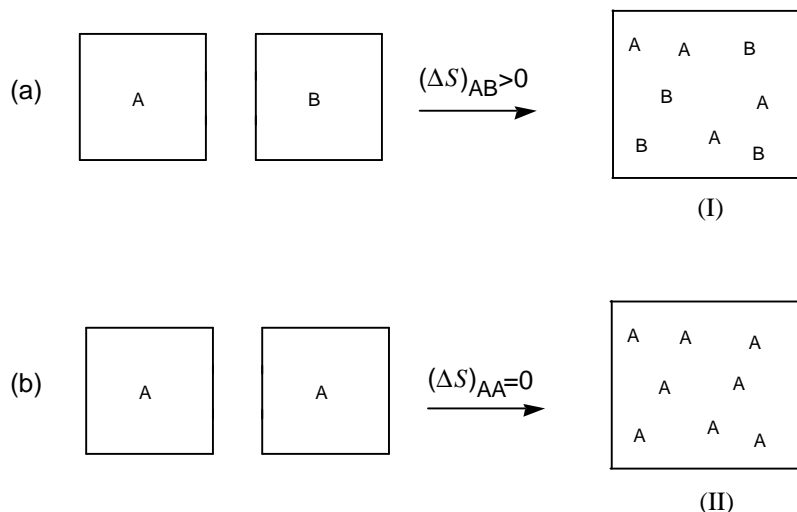 (a) A B (ΔS)AB>0 A A B
B A
B A B
(I)
(b) A A (ΔS)AA=0 A A A
A A
A A A
(II)